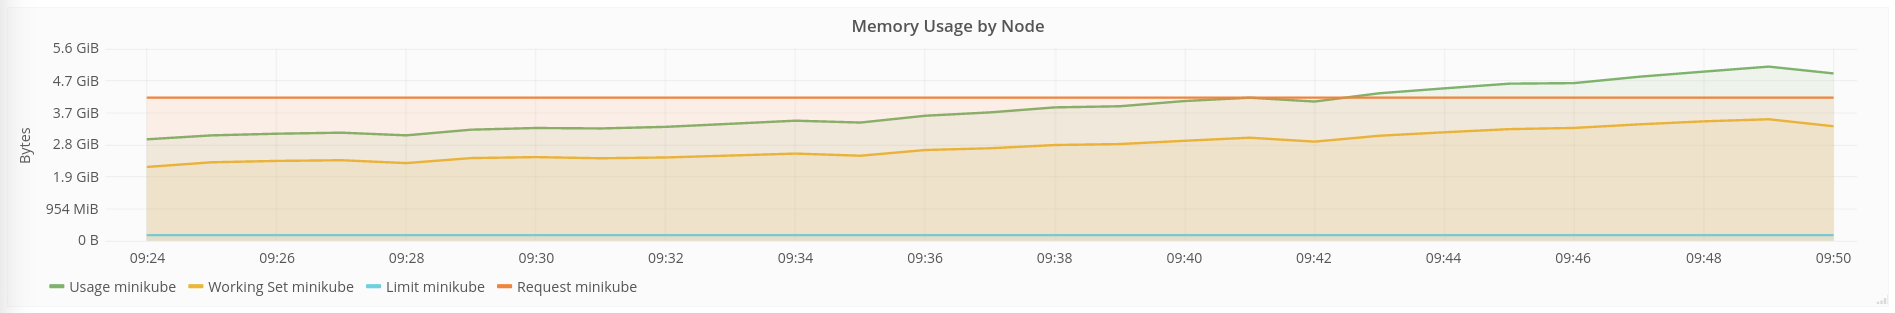 Memory Usage by Node
5.6 GiB
4.7 GiB
3.7 GiB
2.8 GiB
1.9 GiB
954 MiB
0 B
Bytes
09:24 09:26 09:28 09:30 09:32 09:34 09:36 09:38 09:40 09:42 09:44 09:46 09:48 09:50
Usage minikube Working Set minikube Limit minikube Request minikube